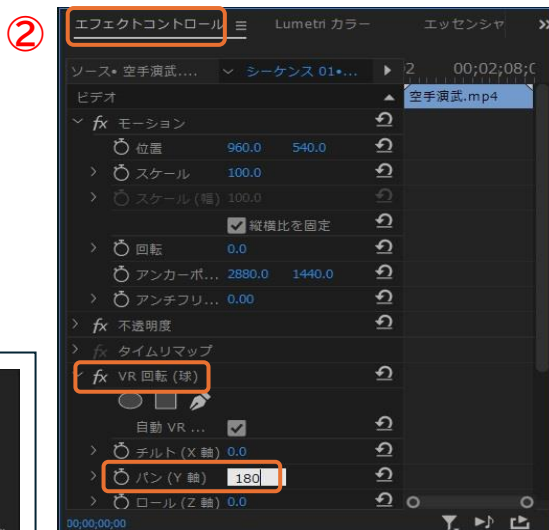 ②
エフェクトコントロール Lumetri カラー エッセンシャ
ソース• 空手演武.... シーケンス 01•... 2 00;02;08;0
ビデオ 空手演武.mp4
fx モーション
位置 960.0 540.0
スケール 100.0
スケール (幅) 100.0
縦横比を固定
回転 0.0
アンカーポ... 2880.0 1440.0
アンチフリ... 0.00
fx 不透明度
fx タイムリマップ
fx VR 回転 (球)
自動 VR ...
チルト (X 軸) 0.0
パン (Y 軸) 180
ロール (Z 軸) 0.0
00;00;00;00